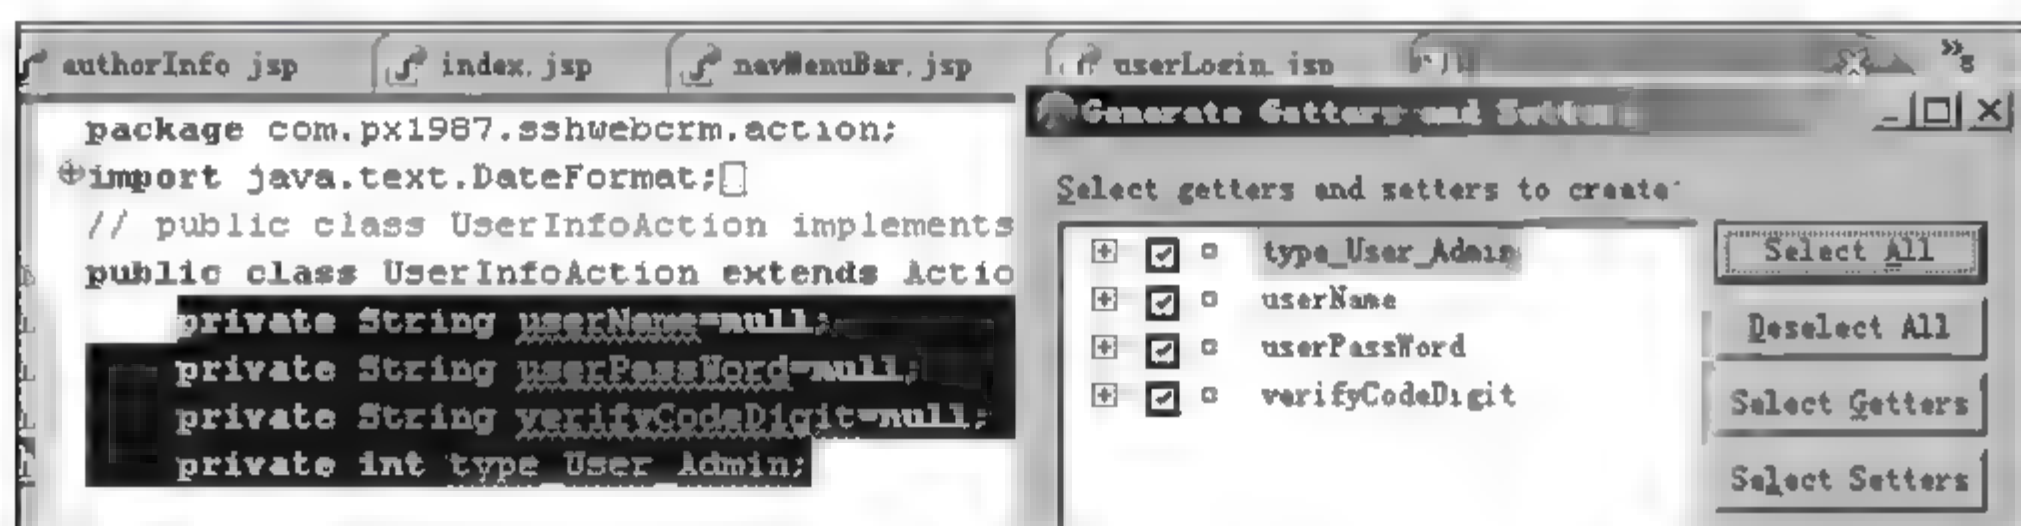 authorInfo.jsp index.jsp navMenuBar.jsp userLogin.jsp »5
package com.px1987.sshwebcrm.action;
import java.text.DateFormat;
// public class UserInfoAction implements
public class UserInfoAction extends Actio
private String userName=null;
private String userPassWord=null;
private String verifyCodeDigit=null;
private int type_User_Admin;
Generate Getters and Setters
Select getters and setters to create:
type_User_Admin
userName
userPassWord
verifyCodeDigit
Select All
Deselect All
Select Getters
Select Setters